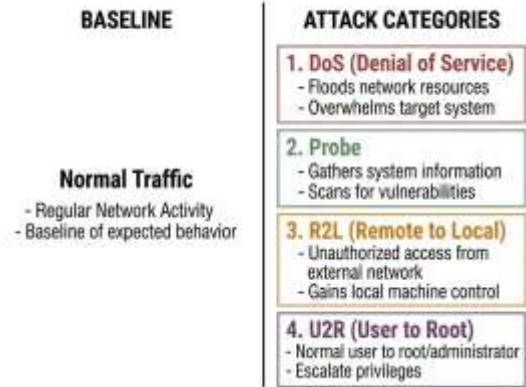 BASELINE
Normal Traffic
- Regular Network Activity
- Baseline of expected behavior
ATTACK CATEGORIES
1. DoS (Denial of Service)
- Floods network resources
- Overwhelms target system
2. Probe
- Gathers system information
- Scans for vulnerabilities
3. R2L (Remote to Local)
- Unauthorized access from
external network
- Gains local machine control
4. U2R (User to Root)
- Normal user to root/administrator
- Escalate privileges